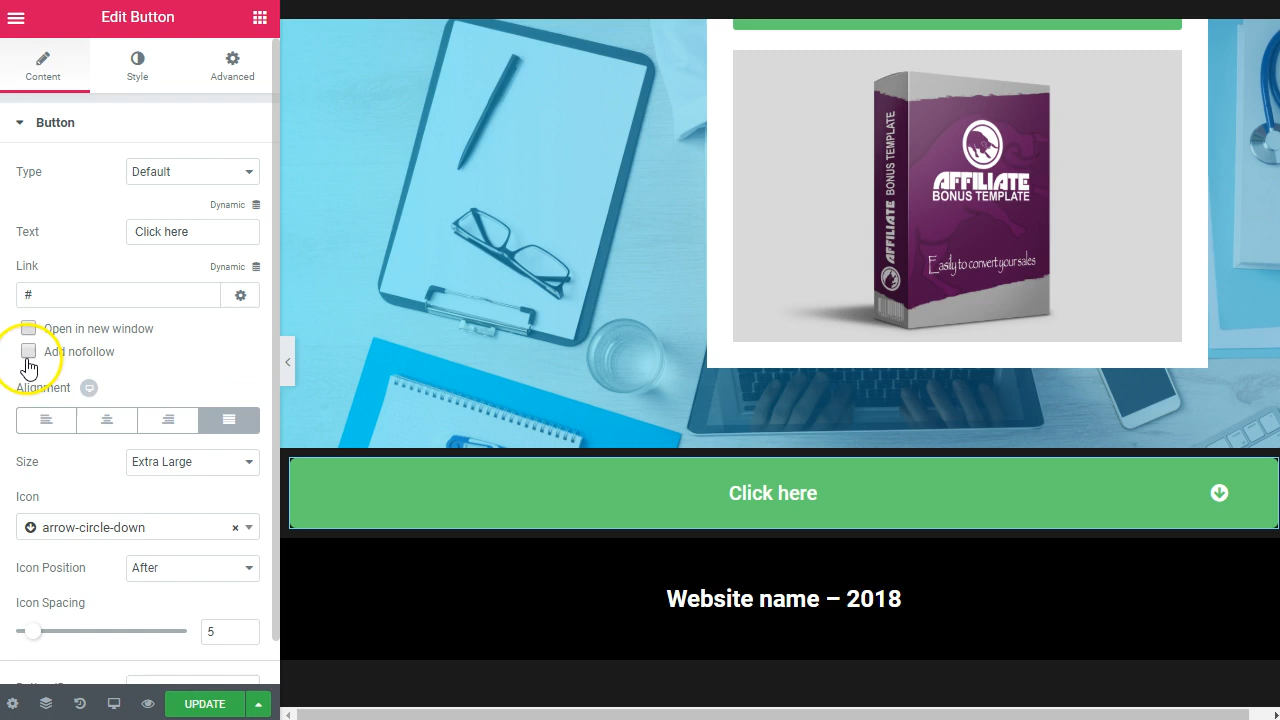 Edit Button
Content
Style
Advanced
Button
Type
Default
Dynamic
Text
Click here
Link
Dynamic
#
Open in new window
Add nofollow
Alignment
Size
Extra Large
Icon
arrow-circle-down
×
Icon Position
After
Icon Spacing
5
UPDATE
AFFILIATE BONUS TEMPLATE
AFFILIATE
BONUS TEMPLATE
Easily to convert your sales
Click here
Website name – 2018